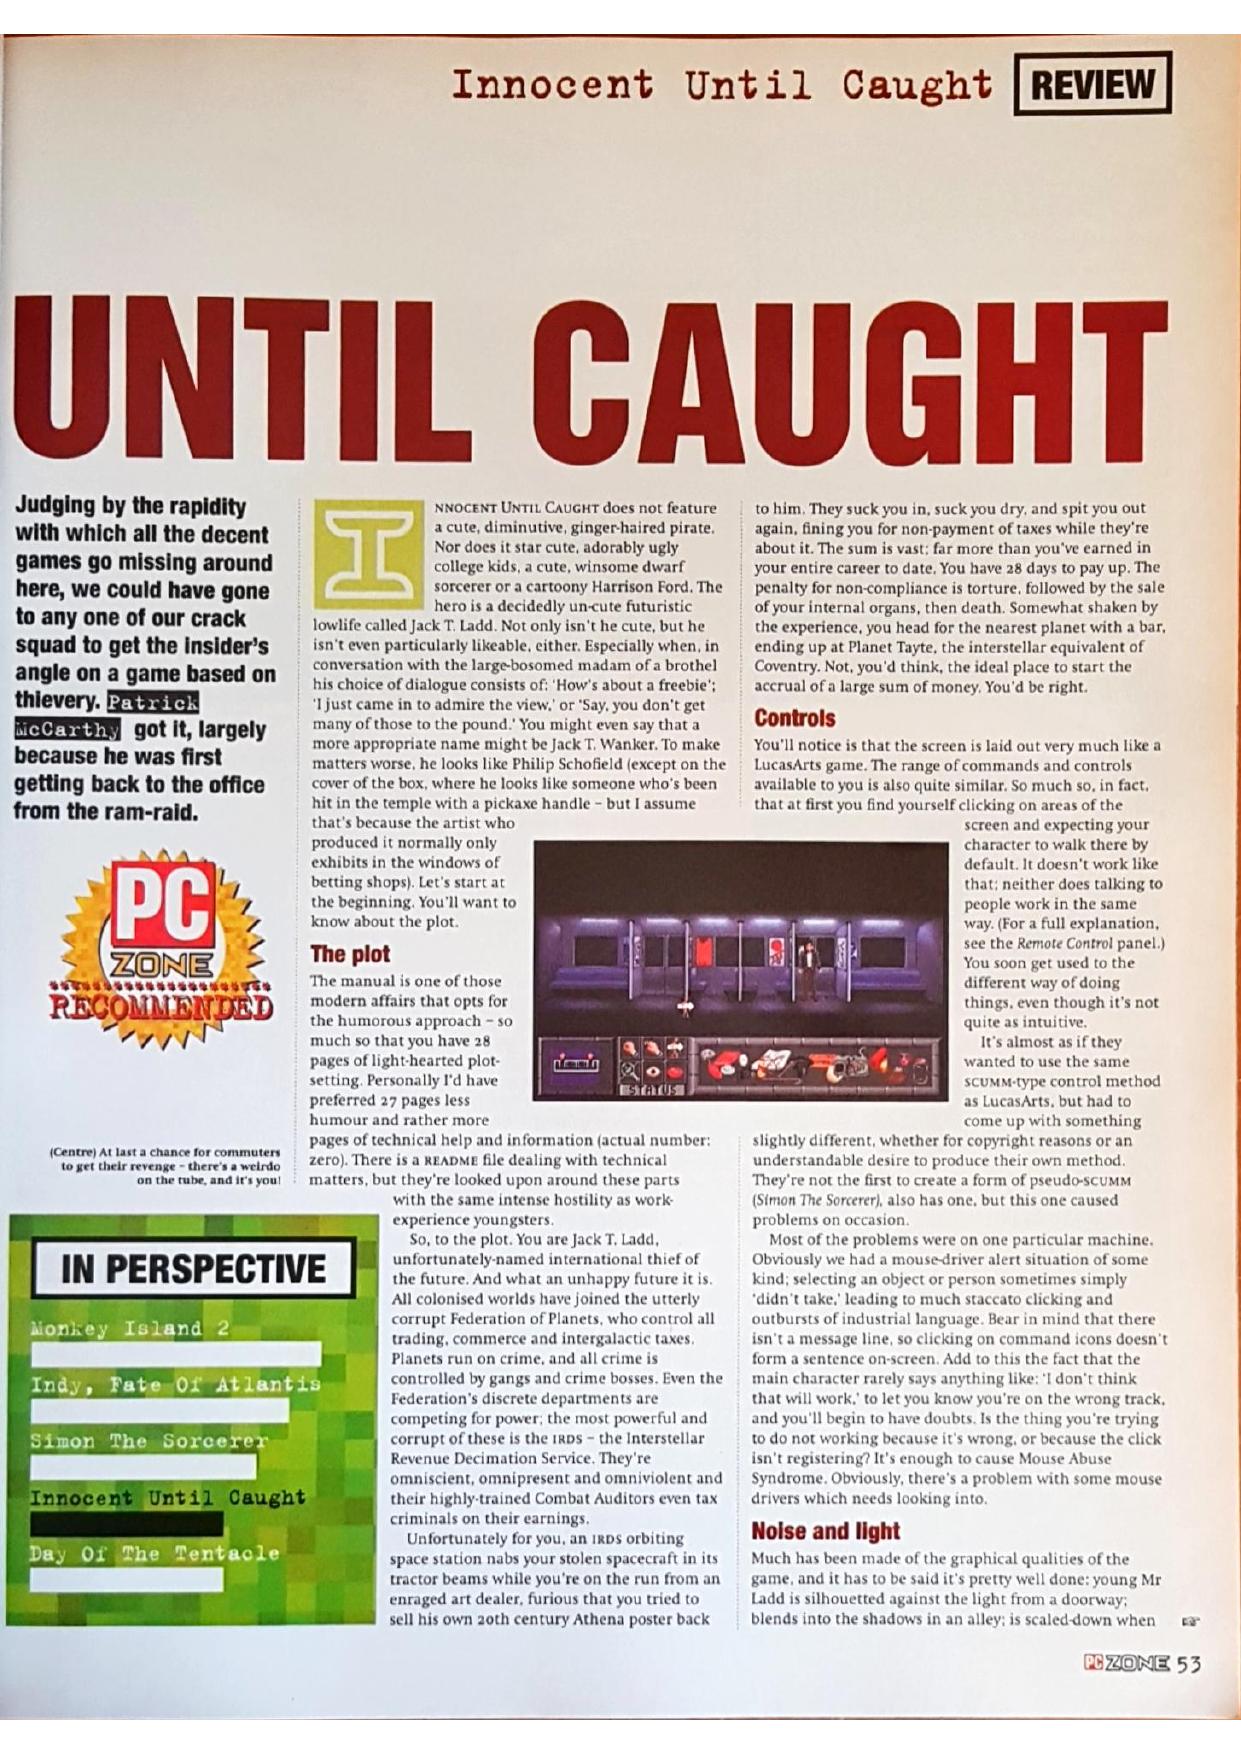 Innocent Until Caught REVIEW
UNTIL CAUGHT
Judging by the rapidity
with which all the decent
games go missing around
here, we could have gone
to any one of our crack
squad to get the insider's
angle on a game based on
thievery. Patrick
McCarthy got it, largely
because he was first
getting back to the office
from the ram-raid.
PC
ZONE
RECOMMENDED
(Centre) At last a chance for commuters
to get their revenge – there's a weirdo
on the tube, and it's you!
IN PERSPECTIVE
Monkey Island 2
Indy, Fate Of Atlantis
Simon The Sorcerer
Innocent Until Caught
Day Of The Tentacle
INNOCENT UNTIL CAUGHT does not feature
a cute, diminutive, ginger-haired pirate.
Nor does it star cute, adorably ugly
college kids, a cute, winsome dwarf
sorcerer or a cartoony Harrison Ford. The
hero is a decidedly un-cute futuristic
lowlife called Jack T. Ladd. Not only isn't he cute, but he
isn't even particularly likeable, either. Especially when, in
conversation with the large-bosomed madam of a brothel
his choice of dialogue consists of: 'How's about a freebie';
'I just came in to admire the view,' or 'Say, you don't get
many of those to the pound.' You might even say that a
more appropriate name might be Jack T. Wanker. To make
matters worse, he looks like Philip Schofield (except on the
cover of the box, where he looks like someone who's been
hit in the temple with a pickaxe handle – but I assume
that's because the artist who
produced it normally only
exhibits in the windows of
betting shops). Let's start at
the beginning. You'll want to
know about the plot.
The plot
The manual is one of those
modern affairs that opts for
the humorous approach – so
much so that you have 28
pages of light-hearted plot-
setting. Personally I'd have
preferred 27 pages less
humour and rather more
pages of technical help and information (actual number:
zero). There is a README file dealing with technical
matters, but they're looked upon around these parts
with the same intense hostility as work-
experience youngsters.
So, to the plot. You are Jack T. Ladd,
unfortunately-named international thief of
the future. And what an unhappy future it is.
All colonised worlds have joined the utterly
corrupt Federation of Planets, who control all
trading, commerce and intergalactic taxes.
Planets run on crime, and all crime is
controlled by gangs and crime bosses. Even the
Federation's discrete departments are
competing for power; the most powerful and
corrupt of these is the IRDS – the Interstellar
Revenue Decimation Service. They're
omniscient, omnipresent and omniviolent and
their highly-trained Combat Auditors even tax
criminals on their earnings.
Unfortunately for you, an IRDS orbiting
space station nabs your stolen spacecraft in its
tractor beams while you're on the run from an
enraged art dealer, furious that you tried to
sell his own 20th century Athena poster back
to him. They suck you in, suck you dry, and spit you out
again, fining you for non-payment of taxes while they're
about it. The sum is vast; far more than you've earned in
your entire career to date. You have 28 days to pay up. The
penalty for non-compliance is torture, followed by the sale
of your internal organs, then death. Somewhat shaken by
the experience, you head for the nearest planet with a bar,
ending up at Planet Tayte, the interstellar equivalent of
Coventry. Not, you'd think, the ideal place to start the
accrual of a large sum of money. You'd be right.
Controls
You'll notice is that the screen is laid out very much like a
LucasArts game. The range of commands and controls
available to you is also quite similar. So much so, in fact,
that at first you find yourself clicking on areas of the
screen and expecting your
character to walk there by
default. It doesn't work like
that; neither does talking to
people work in the same
way. (For a full explanation,
see the Remote Control panel.)
You soon get used to the
different way of doing
things, even though it's not
quite as intuitive.
It's almost as if they
wanted to use the same
SCUMM-type control method
as LucasArts, but had to
come up with something
slightly different, whether for copyright reasons or an
understandable desire to produce their own method.
They're not the first to create a form of pseudo-SCUMM
(Simon The Sorcerer), also has one, but this one caused
problems on occasion.
Most of the problems were on one particular machine.
Obviously we had a mouse-driver alert situation of some
kind; selecting an object or person sometimes simply
'didn't take,' leading to much staccato clicking and
outbursts of industrial language. Bear in mind that there
isn't a message line, so clicking on command icons doesn't
form a sentence on-screen. Add to this the fact that the
main character rarely says anything like: 'I don't think
that will work,' to let you know you're on the wrong track,
and you'll begin to have doubts. Is the thing you're trying
to do not working because it's wrong, or because the click
isn't registering? It's enough to cause Mouse Abuse
Syndrome. Obviously, there's a problem with some mouse
drivers which needs looking into.
Noise and light
Much has been made of the graphical qualities of the
game, and it has to be said it's pretty well done: young Mr
Ladd is silhouetted against the light from a doorway;
blends into the shadows in an alley; is scaled-down when
STATUS
PC ZONE 53